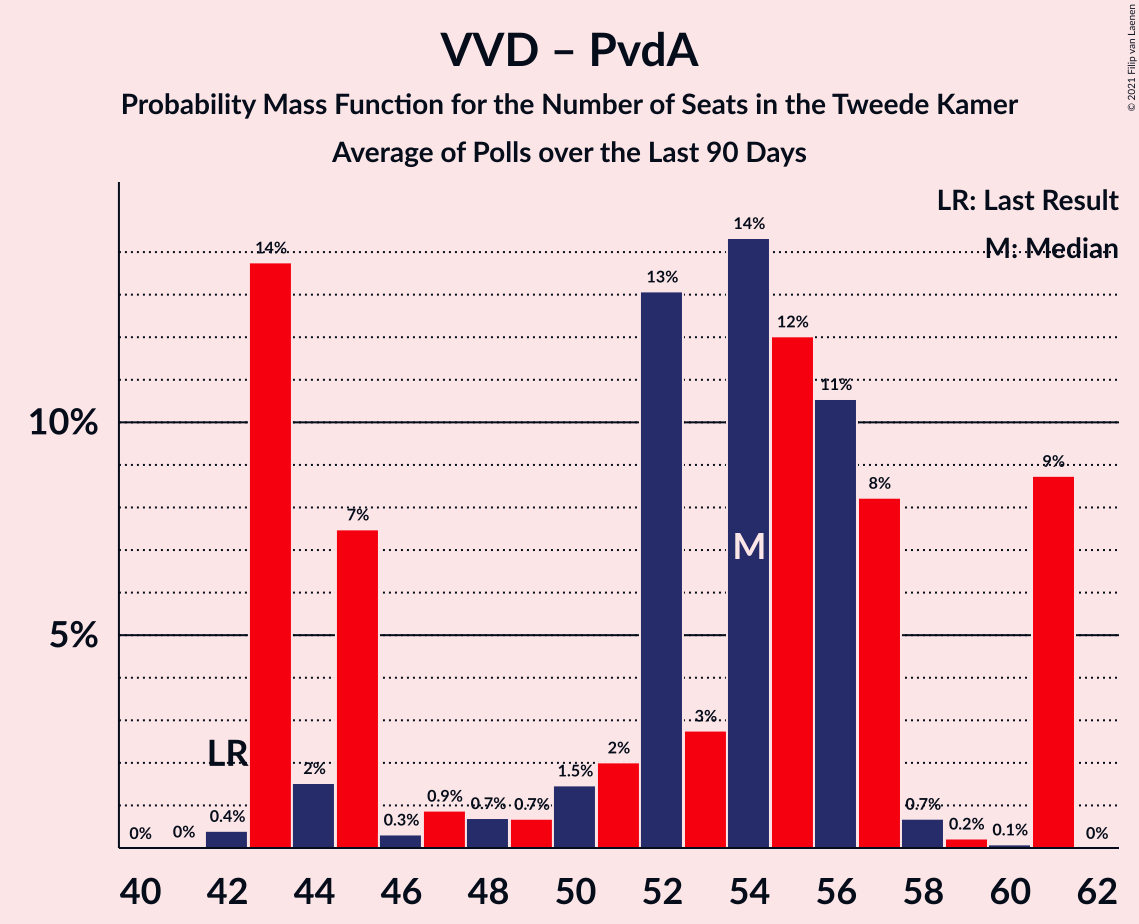 VVD – PvdA
Probability Mass Function for the Number of Seats in the Tweede Kamer
Average of Polls over the Last 90 Days
© 2021 Filip van Laenen
LR: Last Result
M: Median
10%
5%
0%
0%
0.4%
14%
2%
7%
0.3%
0.9%
0.7%
0.7%
1.5%
2%
13%
3%
14%
12%
11%
8%
0.7%
0.2%
0.1%
9%
0%
LR
M
40 42 44 46 48 50 52 54 56 58 60 62